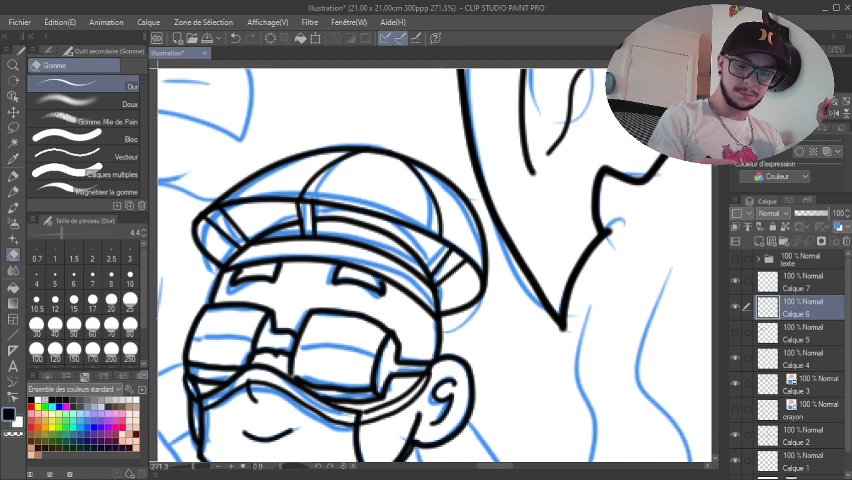 Illustration* (21.00 x 21.00cm 300ppp 271.3%) - CLIP STUDIO PAINT PRO
Fichier Édition(E) Animation Calque Zone de Sélection Affichage(V) Filtre Fenêtre(W) Aide(H)
Outil secondaire [Gomme]
Illustration*
Gomme
Dur
Doux
Gomme Mie de Pain
Bloc
Vecteur
Calques multiples
Magnétiser la gomme
Taille de pinceau [Dur]
4.4
0.7 1 1.5 2 2.5 3
4 5 6 7 8 10
10.5 12 15 17 20 25
30 40 50 60 70 80
100 120 150 170 200 250
Ensemble des couleurs standard
271.3
0.0
Couleur d'expression
Couleur
Calque
Normal
100
100 % Normal
texte
100 % Normal
Calque 7
100 % Normal
Calque 6
100 % Normal
Calque 5
100 % Normal
Calque 4
100 % Normal
Calque 3
100 % Normal
crayon
100 % Normal
Calque 2
100 % Normal
Calque 1